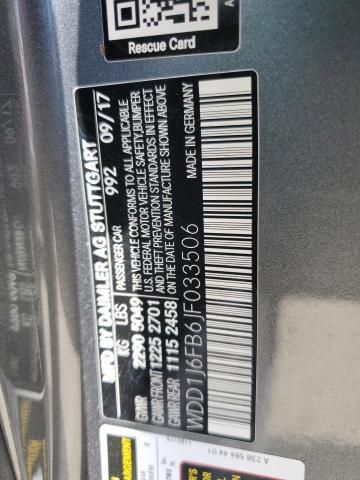 MFD BY DAIMLER AG STUTTGART
992 09/17
KG LBS
GVWR 2290 5049
GAWR FRONT 1225 2701
GAWR REAR 1115 2458
PASSENGER CAR
THIS VEHICLE CONFORMS TO ALL APPLICABLE
U.S. FEDERAL MOTOR VEHICLE SAFETY, BUMPER
AND THEFT PREVENTION STANDARDS IN EFFECT
ON THE DATE OF MANUFACTURE SHOWN ABOVE.
MADE IN GERMANY
WDD1J6FB6JF033506
Rescue Card
A 238 584 44 01